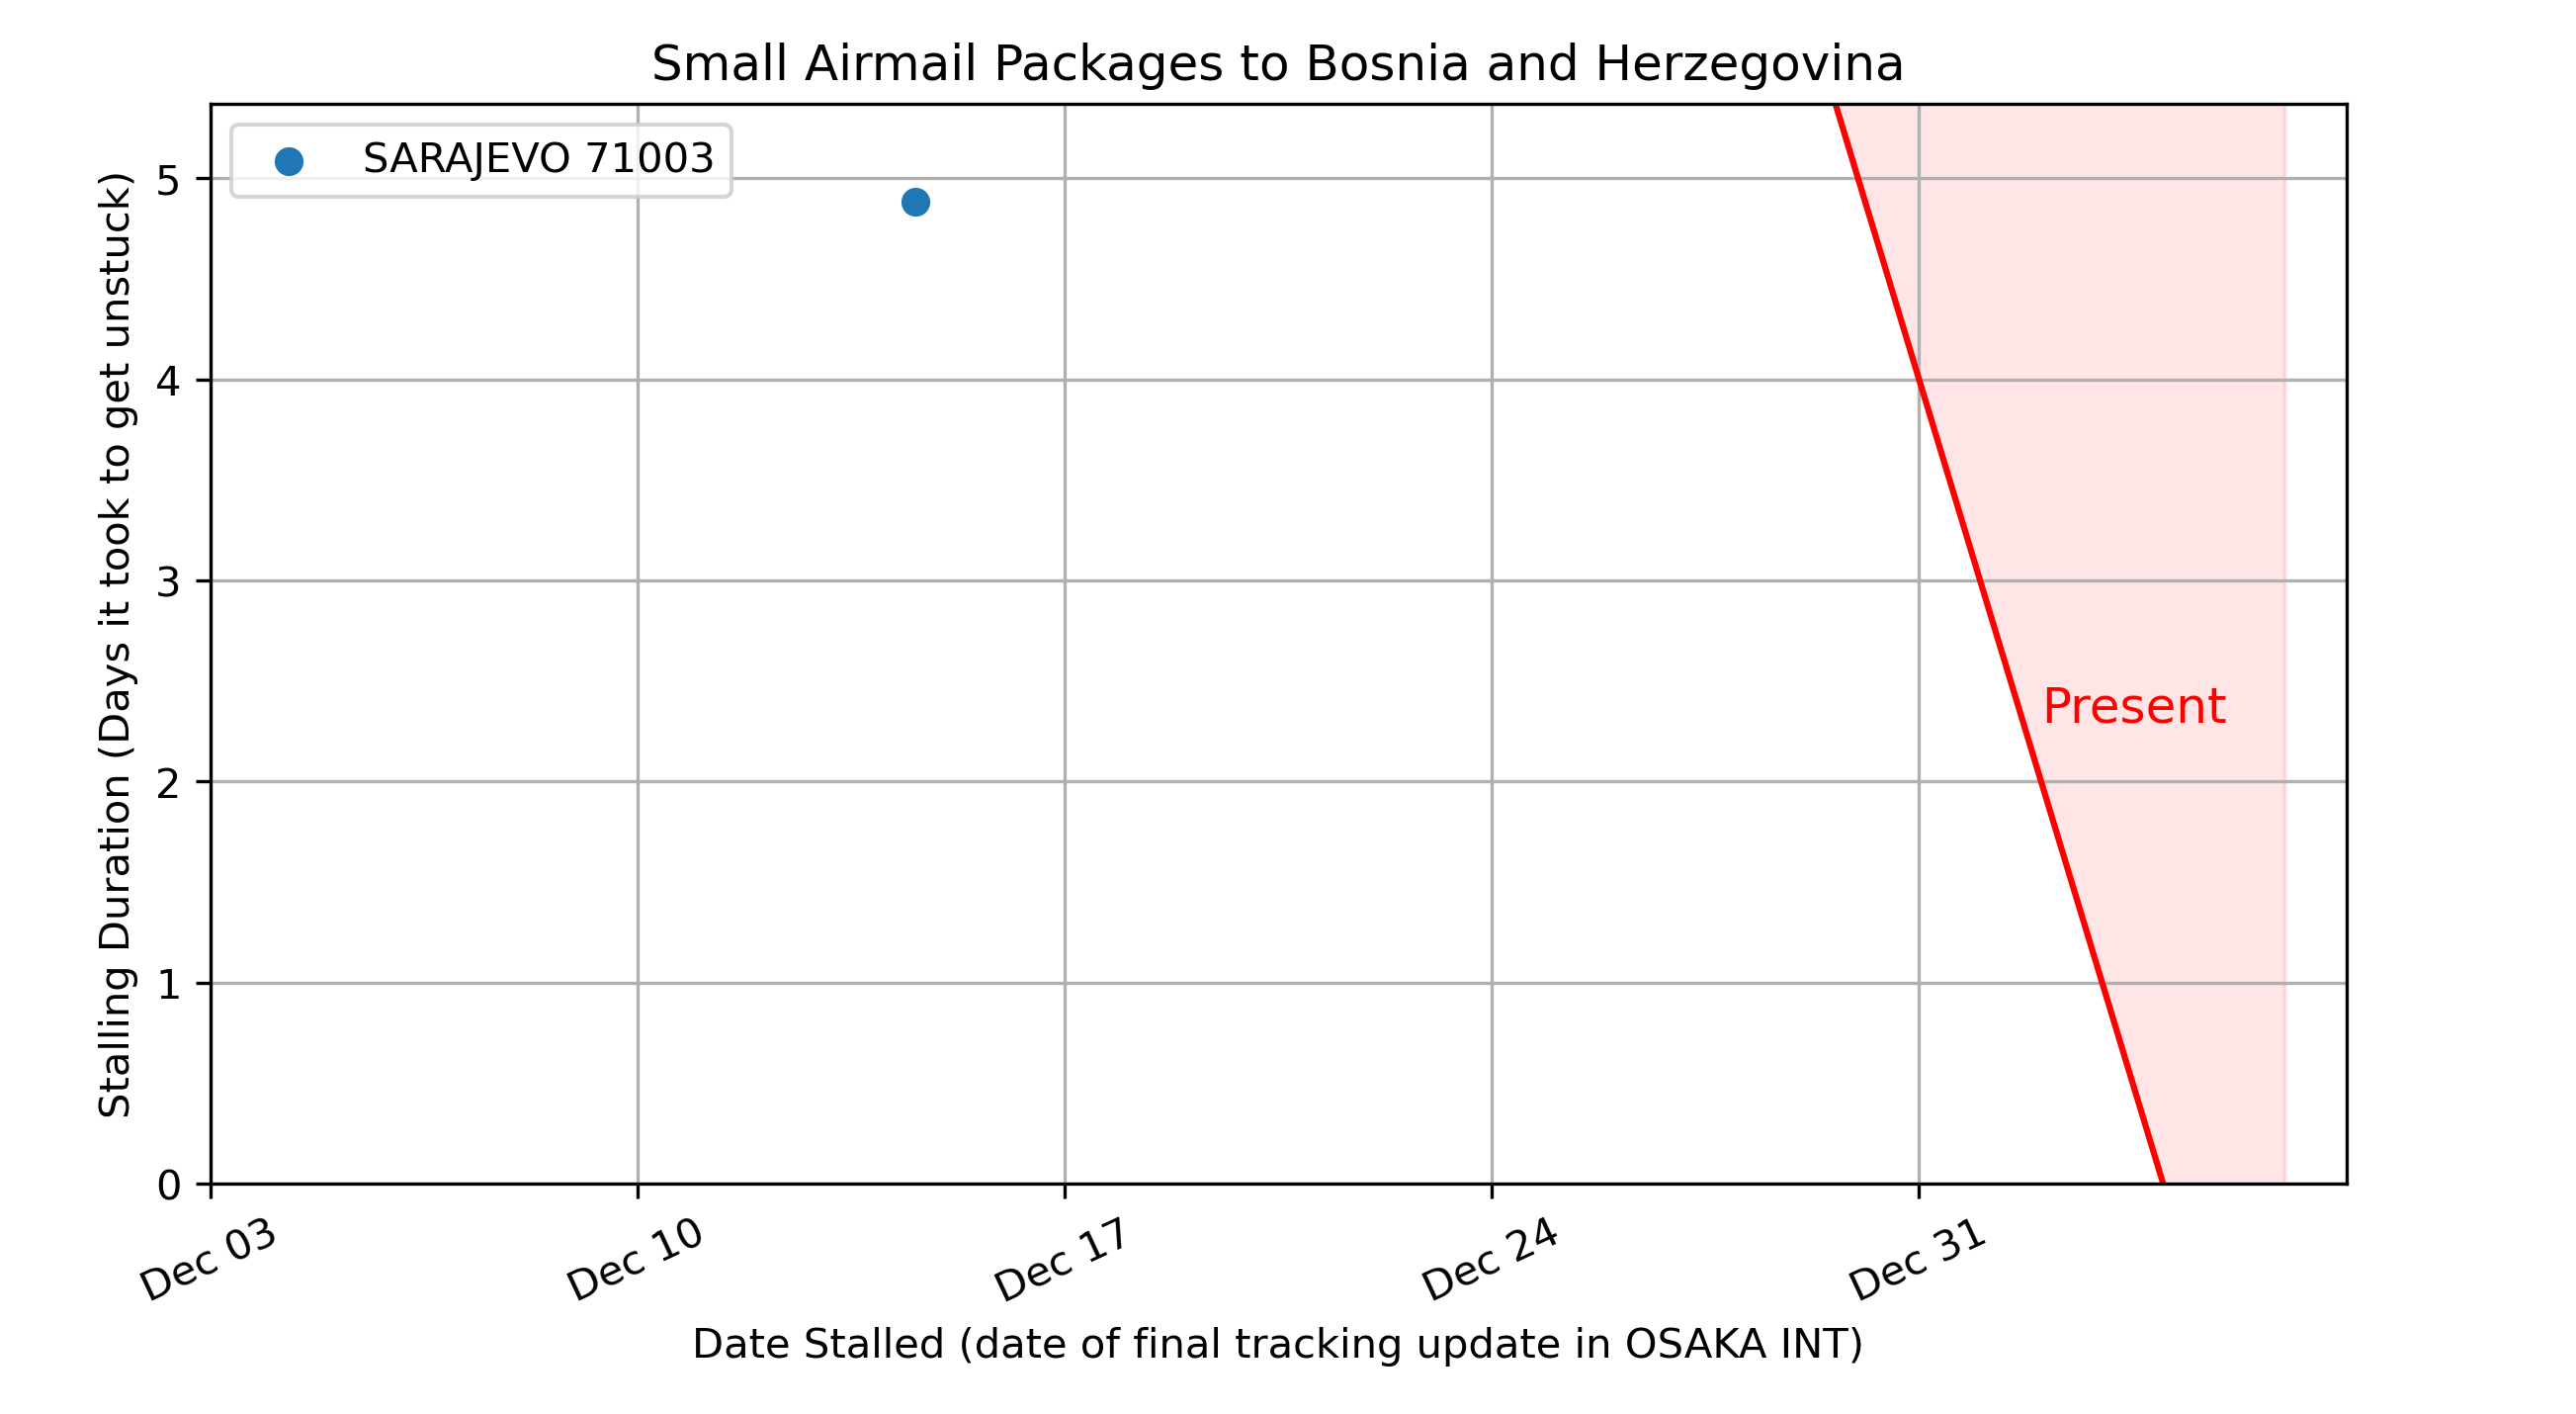 Small Airmail Packages to Bosnia and Herzegovina
SARAJEVO 71003
Stalling Duration (Days it took to get unstuck)
5
4
3
2
1
0
Present
Dec 03
Dec 10
Dec 17
Dec 24
Dec 31
Date Stalled (date of final tracking update in OSAKA INT)